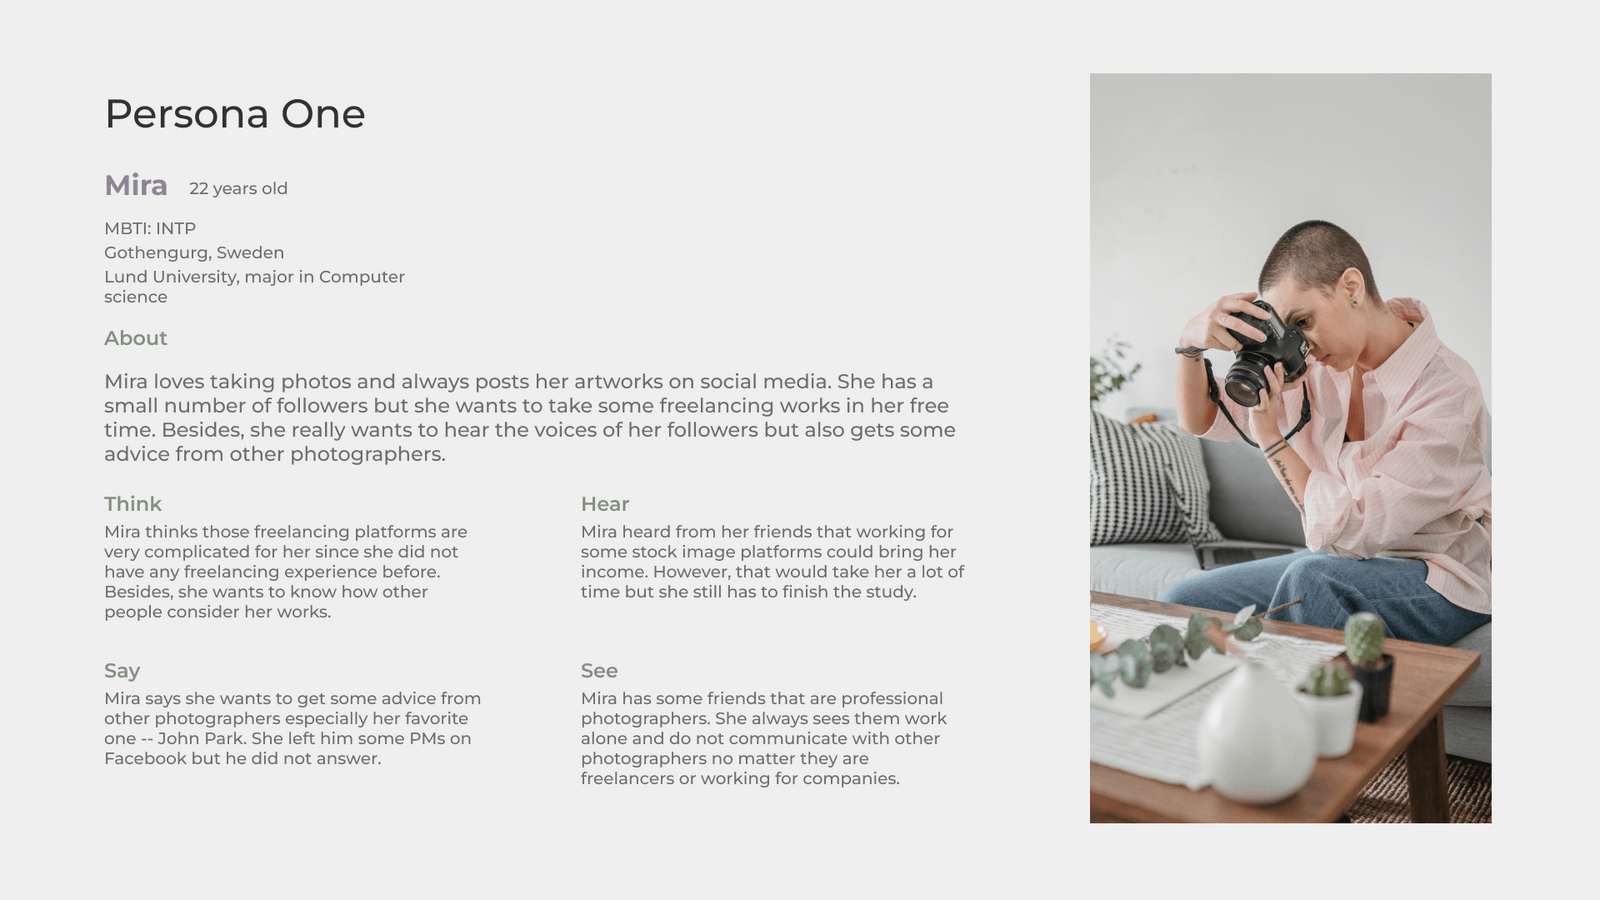 Persona One
Mira 22 years old
MBTI: INTP
Gothengurg, Sweden
Lund University, major in Computer
science
About
Mira loves taking photos and always posts her artworks on social media. She has a
small number of followers but she wants to take some freelancing works in her free
time. Besides, she really wants to hear the voices of her followers but also gets some
advice from other photographers.
Think
Mira thinks those freelancing platforms are
very complicated for her since she did not
have any freelancing experience before.
Besides, she wants to know how other
people consider her works.
Hear
Mira heard from her friends that working for
some stock image platforms could bring her
income. However, that would take her a lot of
time but she still has to finish the study.
Say
Mira says she wants to get some advice from
other photographers especially her favorite
one -- John Park. She left him some PMs on
Facebook but he did not answer.
See
Mira has some friends that are professional
photographers. She always sees them work
alone and do not communicate with other
photographers no matter they are
freelancers or working for companies.